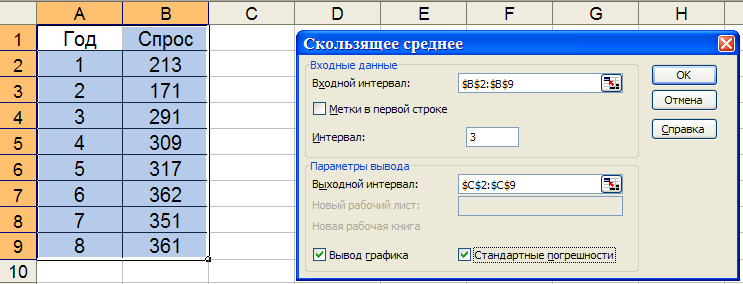 A B C D E F G H
1 Год Спрос
2 1 213
3 2 171
4 3 291
5 4 309
6 5 317
7 6 362
8 7 351
9 8 361
10
Скользящее среднее
Входные данные
Входной интервал: $B$2:$B$9
Метки в первой строке
Интервал: 3
Параметры вывода
Выходной интервал: $C$2:$C$9
Новый рабочий лист:
Новая рабочая книга
Вывод графика Стандартные погрешности
ОК
Отмена
Справка